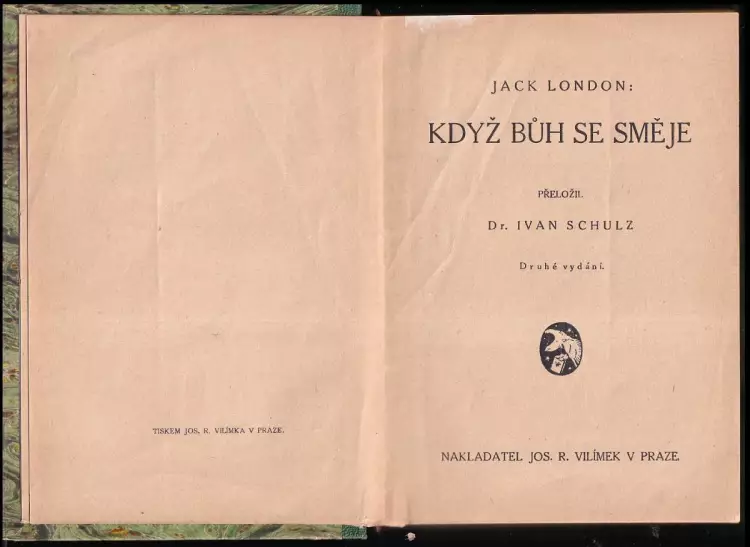 TISKEM JOS. R. VILÍMKA V PRAZE.
JACK LONDON:
KDYŽ BŮH SE SMĚJE
PŘELOŽIL
Dr. IVAN SCHULZ
Druhé vydání.
NAKLADATEL JOS. R. VILÍMEK V PRAZE.